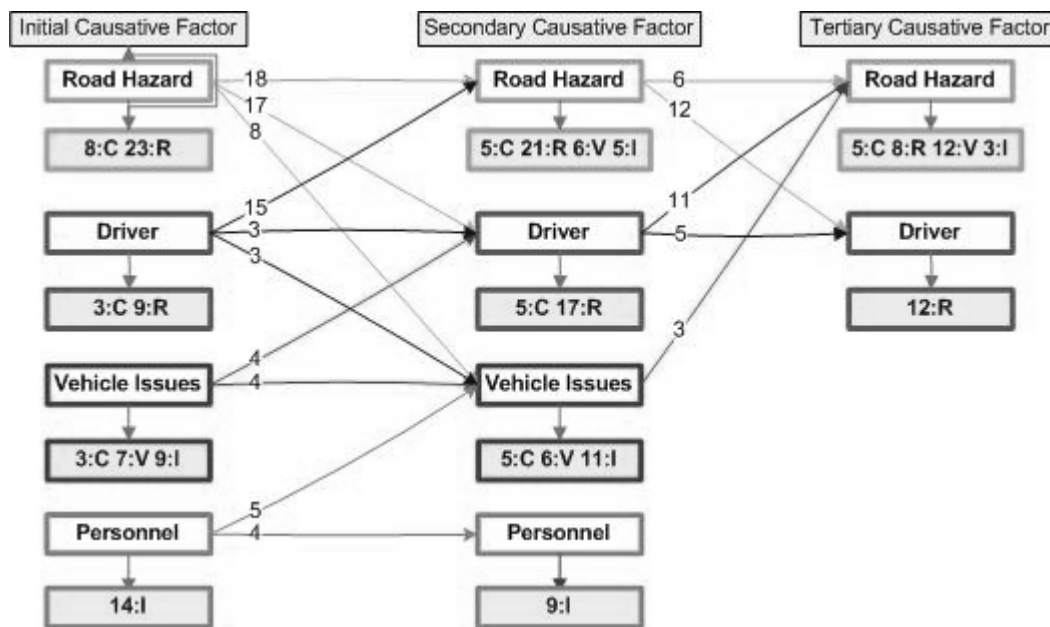 Initial Causative Factor
Secondary Causative Factor
Tertiary Causative Factor
Road Hazard
18
Road Hazard
6
Road Hazard
17
12
8
8:C 23:R
5:C 21:R 6:V 5:I
5:C 8:R 12:V 3:I
15
11
Driver
3
Driver
5
Driver
3
3:C 9:R
5:C 17:R
12:R
3
4
Vehicle Issues
4
Vehicle Issues
3:C 7:V 9:I
5:C 6:V 11:I
5
Personnel
4
Personnel
14:I
9:I